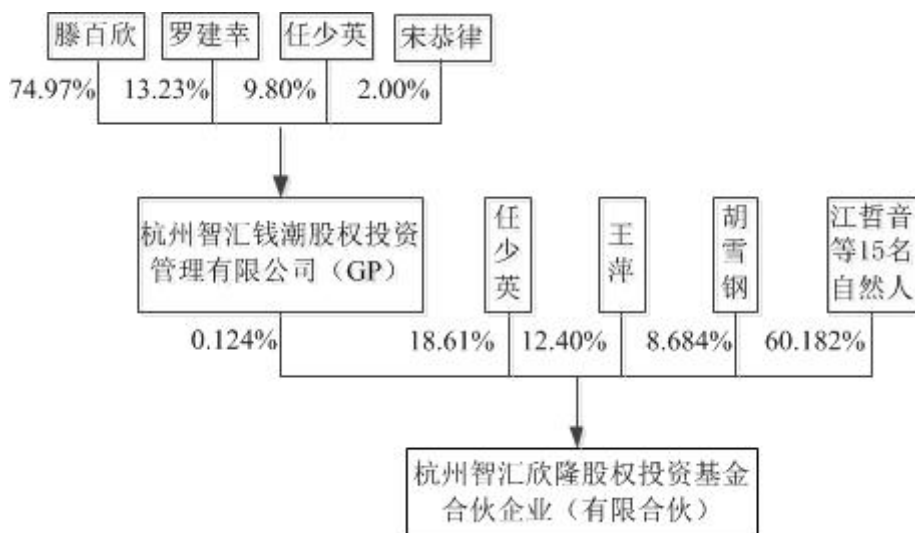 滕百欣
罗建幸
任少英
宋恭律
74.97%
13.23%
9.80%
2.00%
杭州智汇钱潮股权投资
管理有限公司（GP）
任少英
王萍
胡雪钢
江哲音
等15名
自然人
0.124%
18.61%
12.40%
8.684%
60.182%
杭州智汇欣隆股权投资基金
合伙企业（有限合伙）